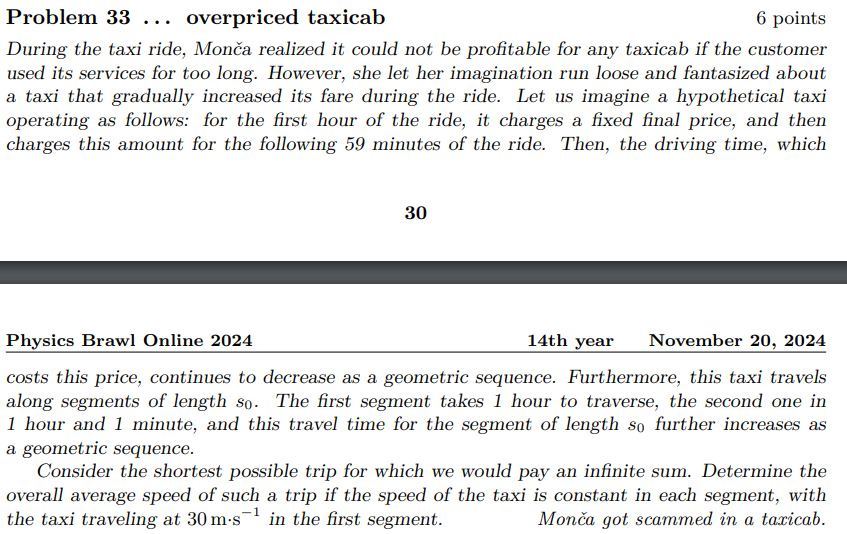 Problem 33 ... overpriced taxicab 6 points
During the taxi ride, Monča realized it could not be profitable for any taxicab if the customer
used its services for too long. However, she let her imagination run loose and fantasized about
a taxi that gradually increased its fare during the ride. Let us imagine a hypothetical taxi
operating as follows: for the first hour of the ride, it charges a fixed final price, and then
charges this amount for the following 59 minutes of the ride. Then, the driving time, which
30
Physics Brawl Online 2024 14th year November 20, 2024
costs this price, continues to decrease as a geometric sequence. Furthermore, this taxi travels
along segments of length s₀. The first segment takes 1 hour to traverse, the second one in
1 hour and 1 minute, and this travel time for the segment of length s₀ further increases as
a geometric sequence.
Consider the shortest possible trip for which we would pay an infinite sum. Determine the
overall average speed of such a trip if the speed of the taxi is constant in each segment, with
the taxi traveling at 30 m·s⁻¹ in the first segment. Monča got scammed in a taxicab.